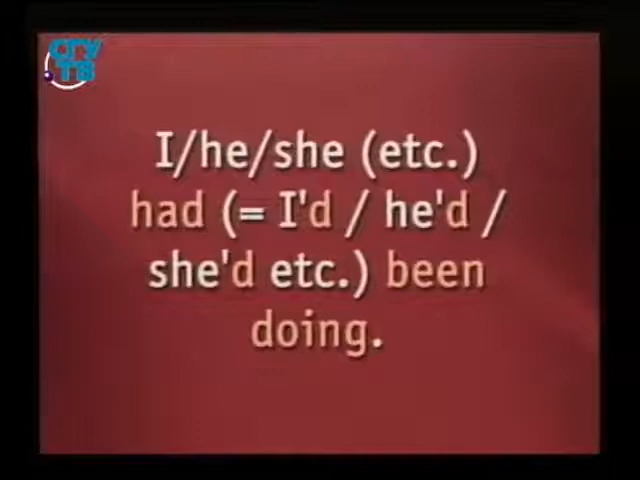 I/he/she (etc.)
had (= I'd / he'd /
she'd etc.) been
doing.